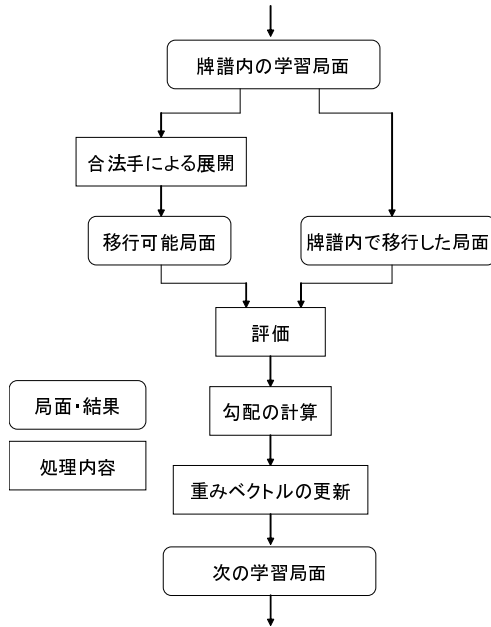 牌譜内の学習局面
合法手による展開
移行可能局面
牌譜内で移行した局面
評価
局面・結果
勾配の計算
処理内容
重みベクトルの更新
次の学習局面